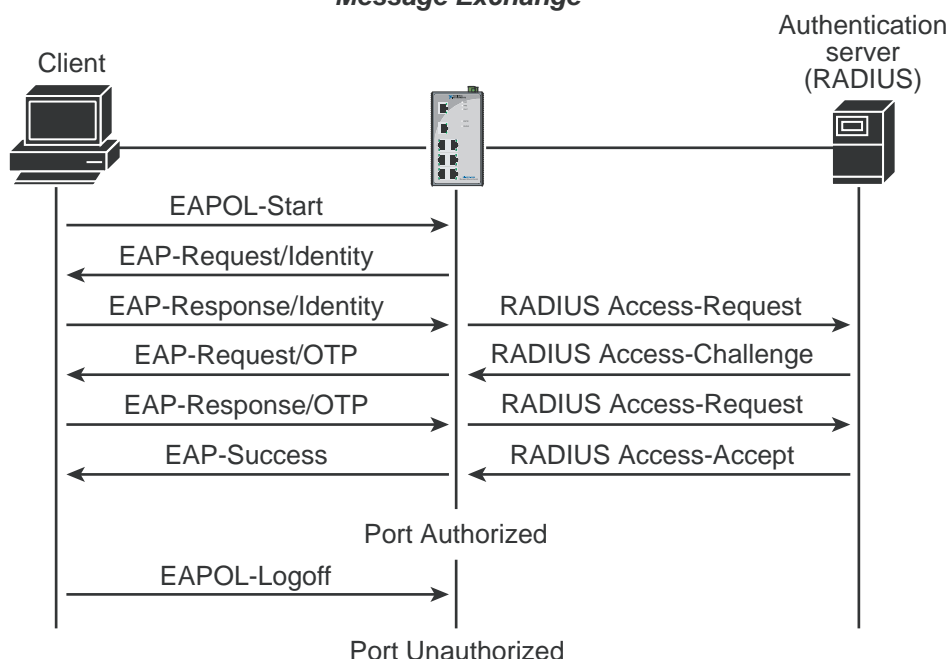 Message Exchange
Authentication
server
(RADIUS)
Client
EAPOL-Start
EAP-Request/Identity
EAP-Response/Identity
RADIUS Access-Request
EAP-Request/OTP
RADIUS Access-Challenge
EAP-Response/OTP
RADIUS Access-Request
EAP-Success
RADIUS Access-Accept
Port Authorized
EAPOL-Logoff
Port Unauthorized